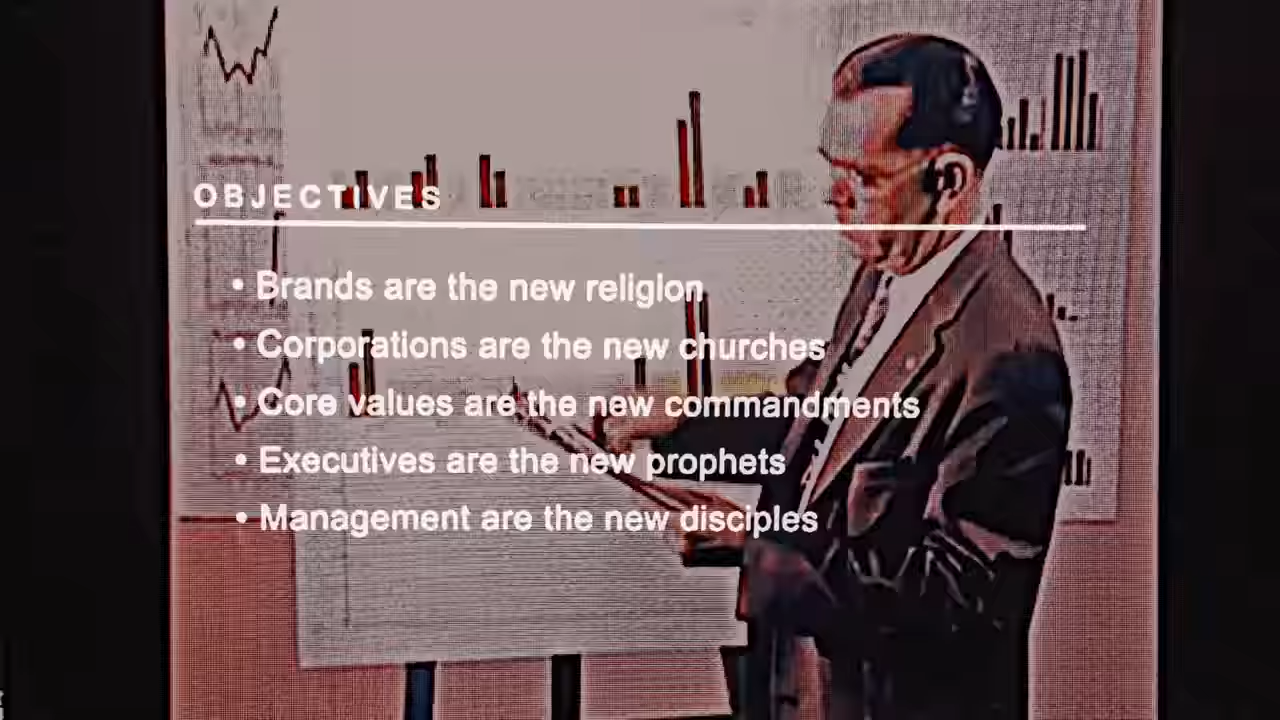 OBJECTIVES
• Brands are the new religion
• Corporations are the new churches
• Core values are the new commandments
• Executives are the new prophets
• Management are the new disciples